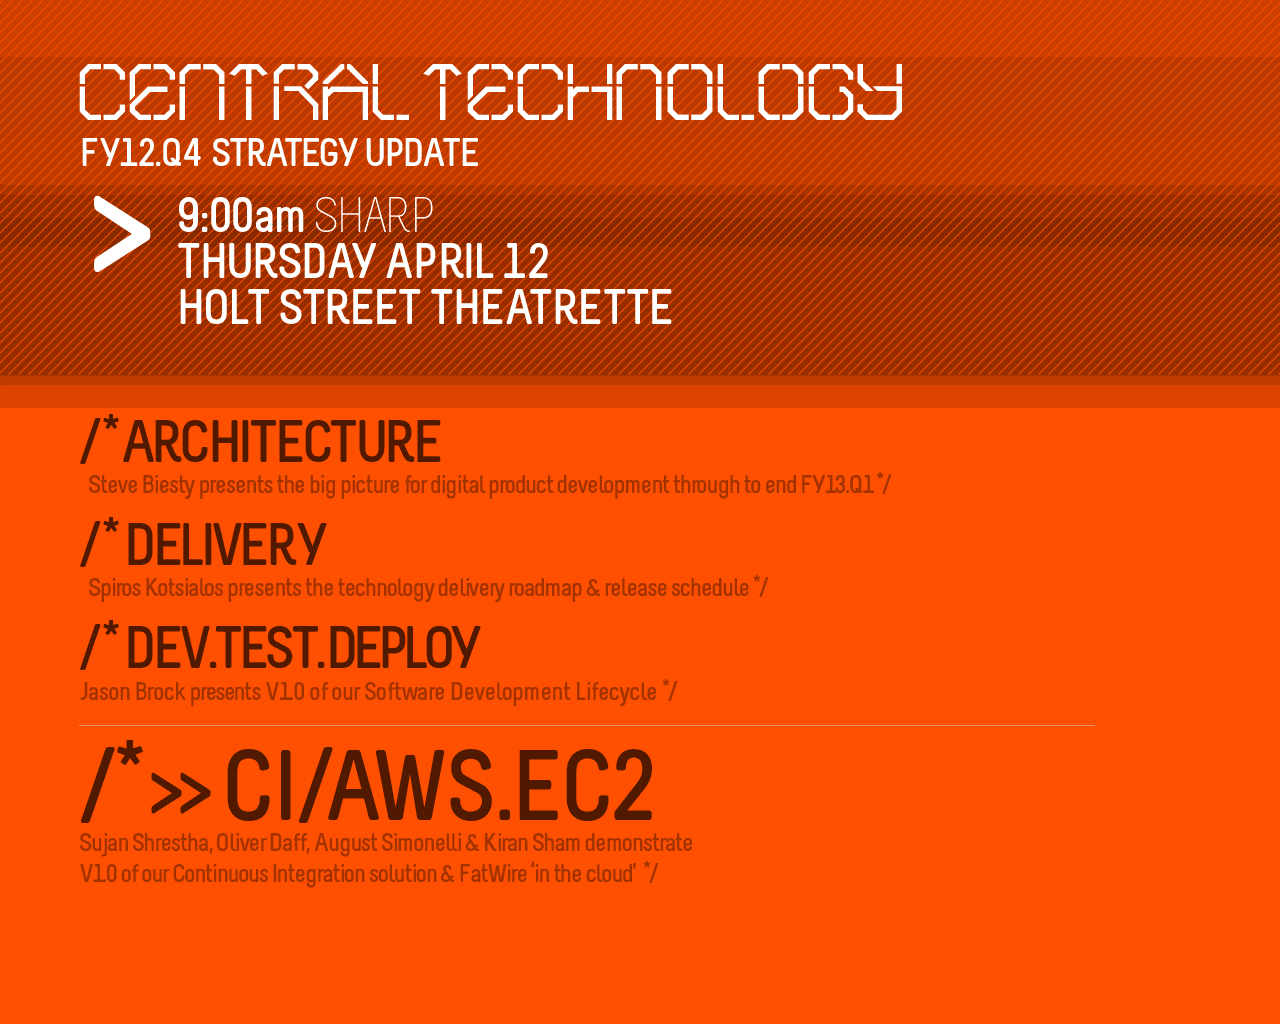 CENTRAL TECHNOLOGY
FY12.Q4 STRATEGY UPDATE
> 9:00am SHARP
THURSDAY APRIL 12
HOLT STREET THEATRETTE
/* ARCHITECTURE
Steve Biesty presents the big picture for digital product development through to end FY13.Q1 */
/* DELIVERY
Spiros Kotsialos presents the technology delivery roadmap & release schedule */
/* DEV.TEST.DEPLOY
Jason Brock presents V1.0 of our Software Development Lifecycle */
/*>> CI/AWS.EC2
Sujan Shrestha, Oliver Daff, August Simonelli & Kiran Sham demonstrate
V1.0 of our Continuous Integration solution & FatWire ‘in the cloud’ */